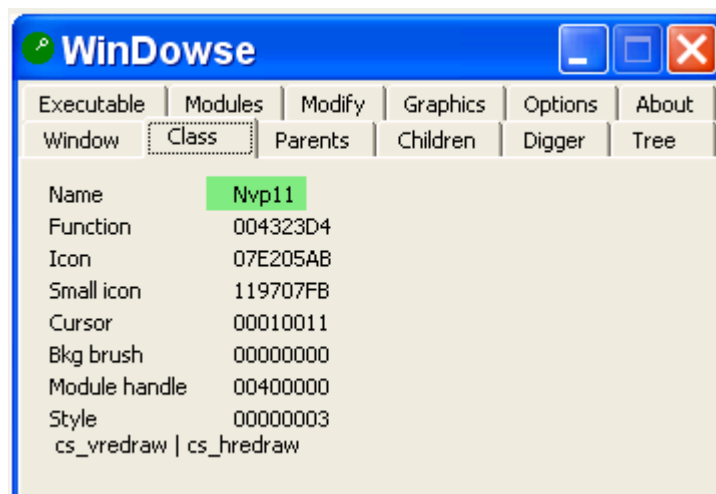 WinDowse
Executable Modules Modify Graphics Options About
Window Class Parents Children Digger Tree
Name Nvp11
Function 004323D4
Icon 07E205AB
Small icon 119707FB
Cursor 00010011
Bkg brush 00000000
Module handle 00400000
Style 00000003
cs_vredraw | cs_hredraw